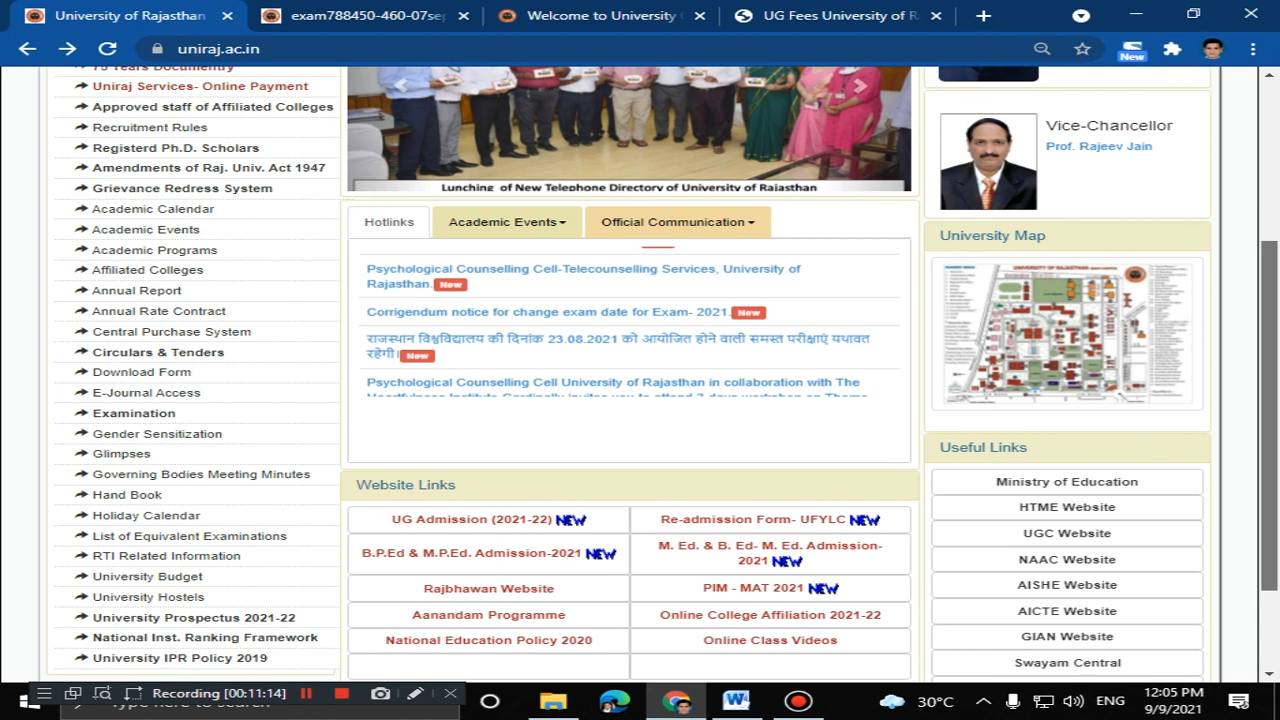 University of Rajasthan
exam788450-460-07sep
Welcome to University
UG Fees University of R
uniraj.ac.in
New
75 Years Documentry
Uniraj Services- Online Payment
Approved staff of Affiliated Colleges
Recruitment Rules
Registerd Ph.D. Scholars
Amendments of Raj. Univ. Act 1947
Grievance Redress System
Academic Calendar
Academic Events
Academic Programs
Affiliated Colleges
Annual Report
Annual Rate Contract
Central Purchase System
Circulars & Tenders
Download Form
E-Journal Access
Examination
Gender Sensitization
Glimpses
Governing Bodies Meeting Minutes
Hand Book
Holiday Calendar
List of Equivalent Examinations
RTI Related Information
University Budget
University Hostels
University Prospectus 2021-22
National Inst. Ranking Framework
University IPR Policy 2019
Lunching of New Telephone Directory of University of Rajasthan
Hotlinks
Academic Events
Official Communication
Psychological Counselling Cell-Telecounselling Services, University of
Rajasthan. New
Corrigendum notice for change exam date for Exam- 2021. New
राजस्थान विश्वविद्यालय की दिनांक 23.08.2021 को आयोजित होने वाली समस्त परीक्षाएं यथावत
रहेगी। New
Psychological Counselling Cell University of Rajasthan in collaboration with The
Website Links
UG Admission (2021-22) NEW
Re-admission Form- UFYLC NEW
B.P.Ed & M.P.Ed. Admission-2021 NEW
M. Ed. & B. Ed- M. Ed. Admission-
2021 NEW
Rajbhawan Website
PIM - MAT 2021 NEW
Aanandam Programme
Online College Affiliation 2021-22
National Education Policy 2020
Online Class Videos
Vice-Chancellor
Prof. Rajeev Jain
University Map
Useful Links
Ministry of Education
HTME Website
UGC Website
NAAC Website
AISHE Website
AICTE Website
GIAN Website
Swayam Central
Recording [00:11:14]
30°C
ENG
12:05 PM
9/9/2021